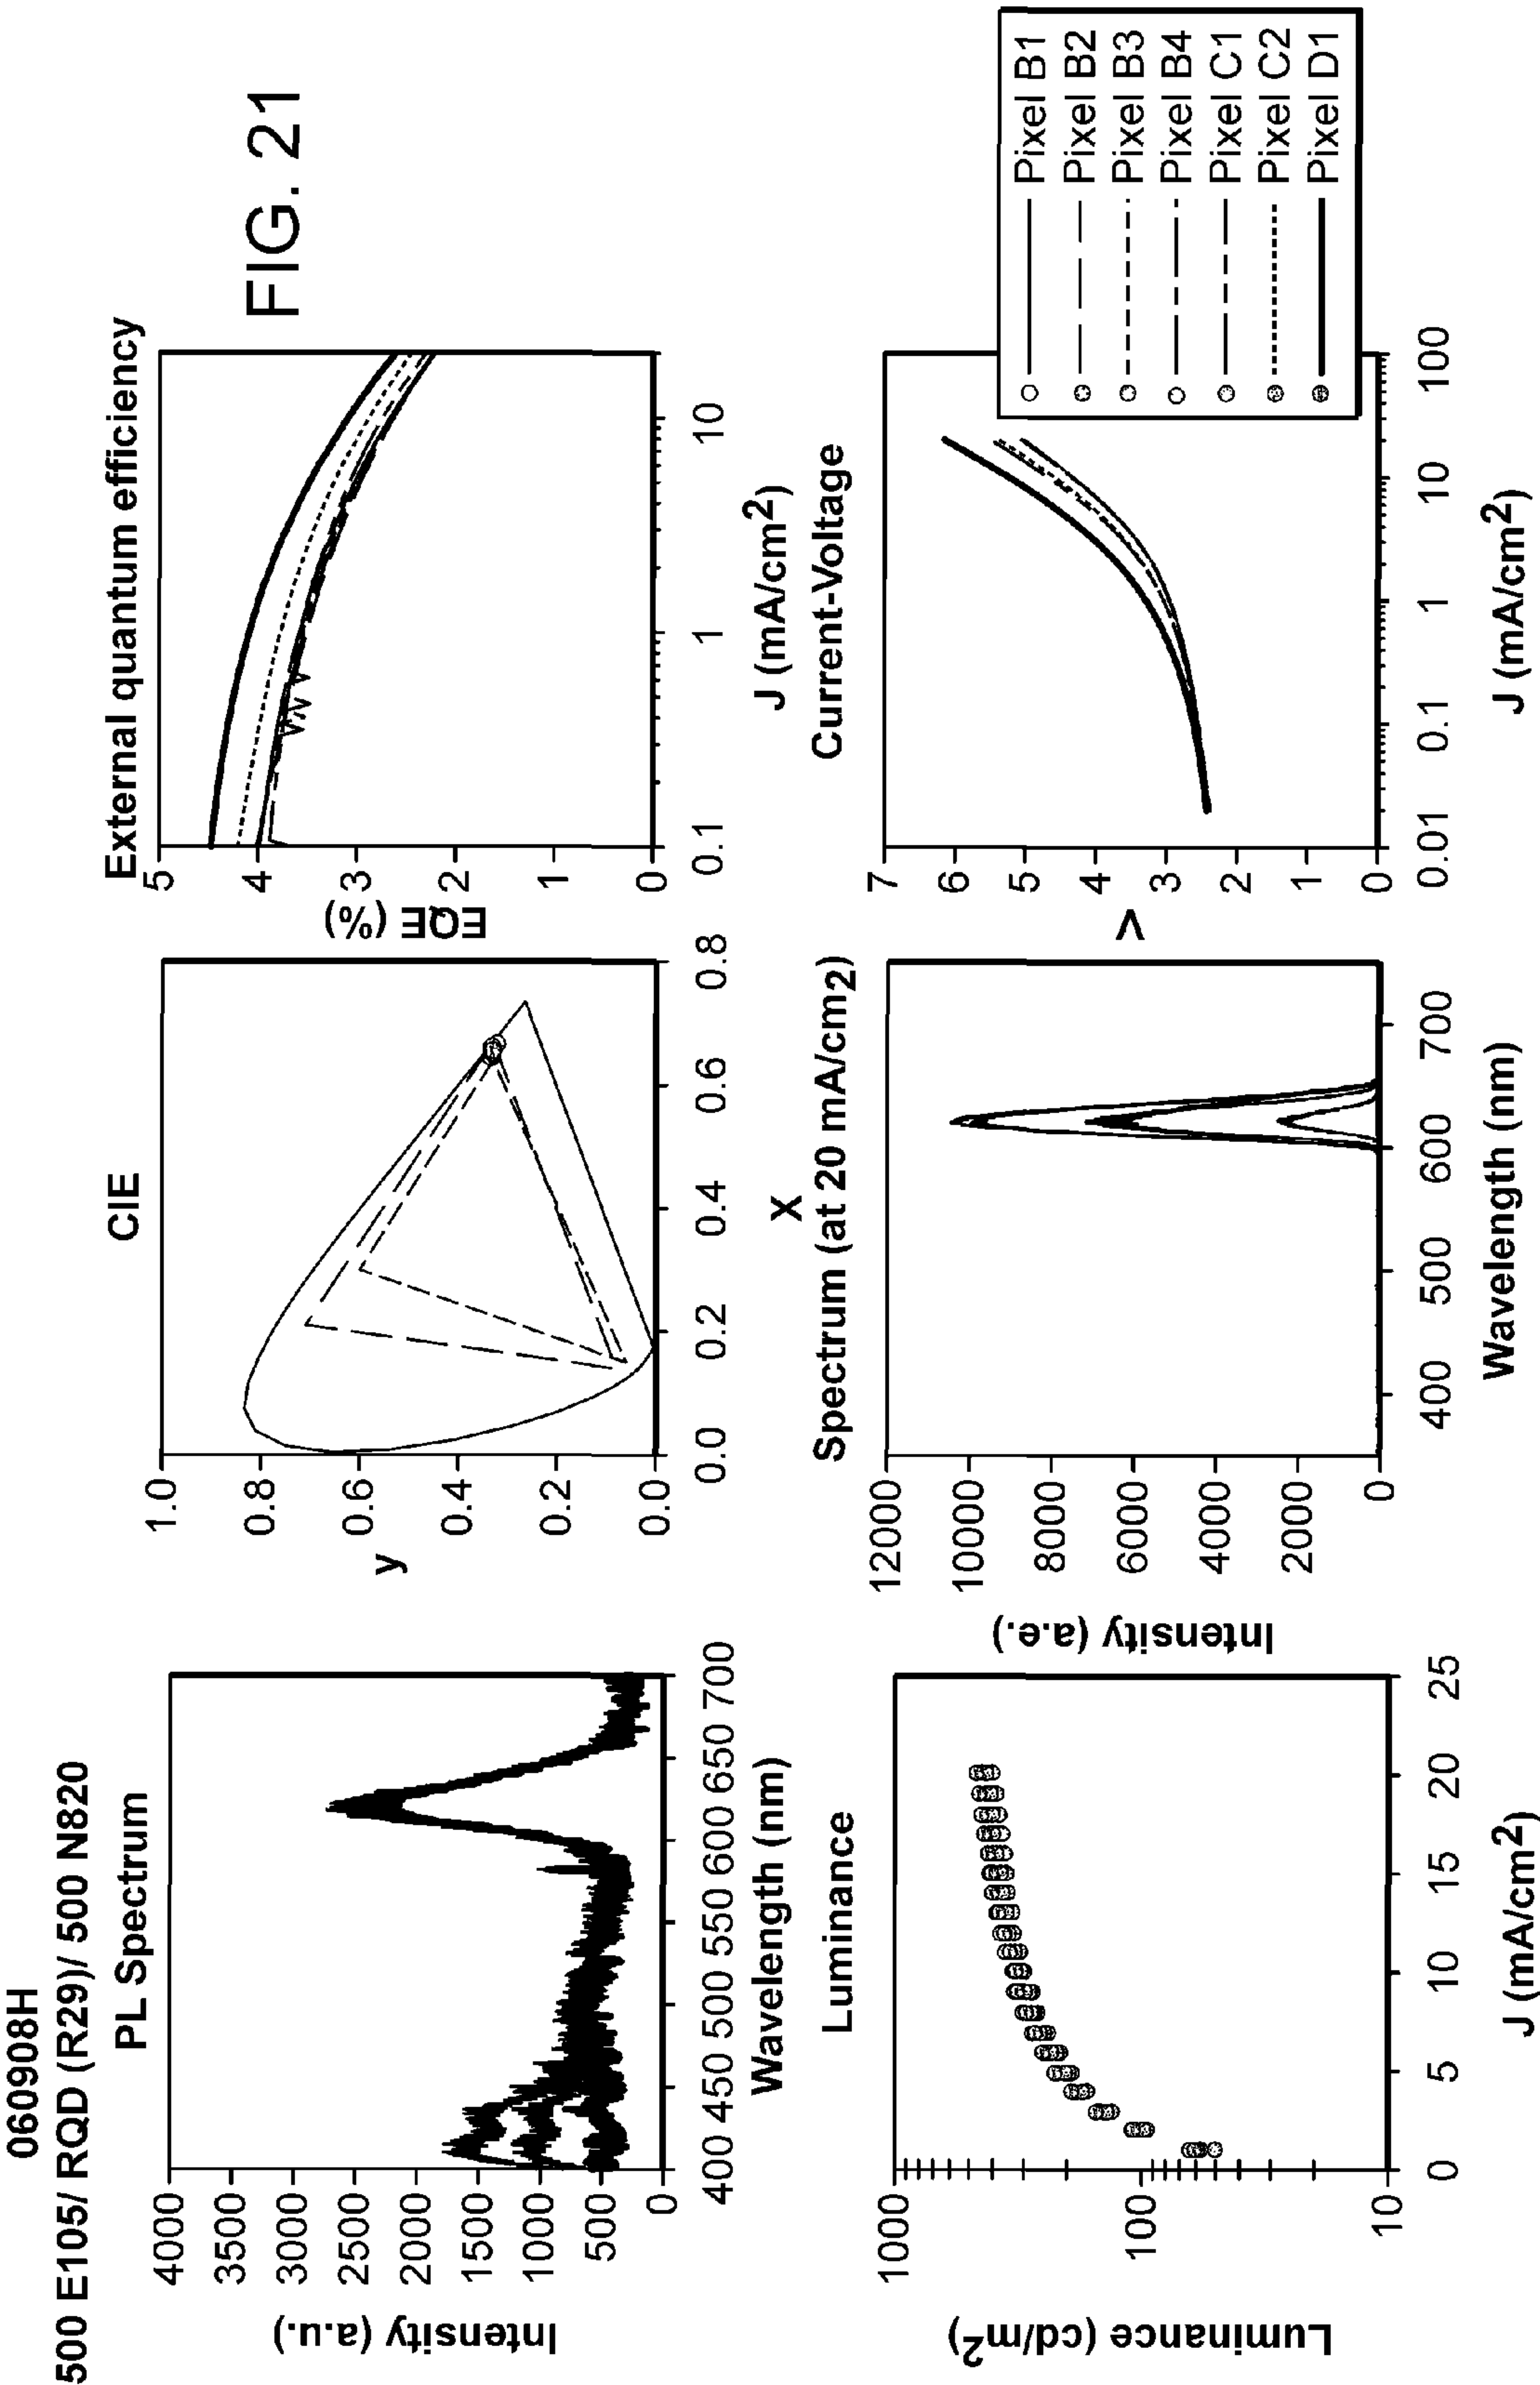 060908H
500 E105/ RQD (R29))/ 500 N820
FIG. 21
PL Spectrum
Intensity (a.u.)
4000
3500
3000
2500
2000
1500
1000
500
0
400 450 500 550 600 650 700
Wavelength (nm)
CIE
y
1.0
0.8
0.6
0.4
0.2
0.0
0.0 0.2 0.4 0.6 0.8
X
External quantum efficiency
EQE (%)
5
4
3
2
1
0
0.1 1 10
J (mA/cm2)
Luminance
Luminance (cd/m2)
1000
100
10
0 5 10 15 20 25
J (mA/cm2)
Spectrum (at 20 mA/cm2)
Intensity (a.e.)
12000
10000
8000
6000
4000
2000
0
400 500 600 700
Wavelength (nm)
Current-Voltage
V
7
6
5
4
3
2
1
0
0.01 0.1 1 10 100
J (mA/cm2)
Pixel B1
Pixel B2
Pixel B3
Pixel B4
Pixel C1
Pixel C2
Pixel D1